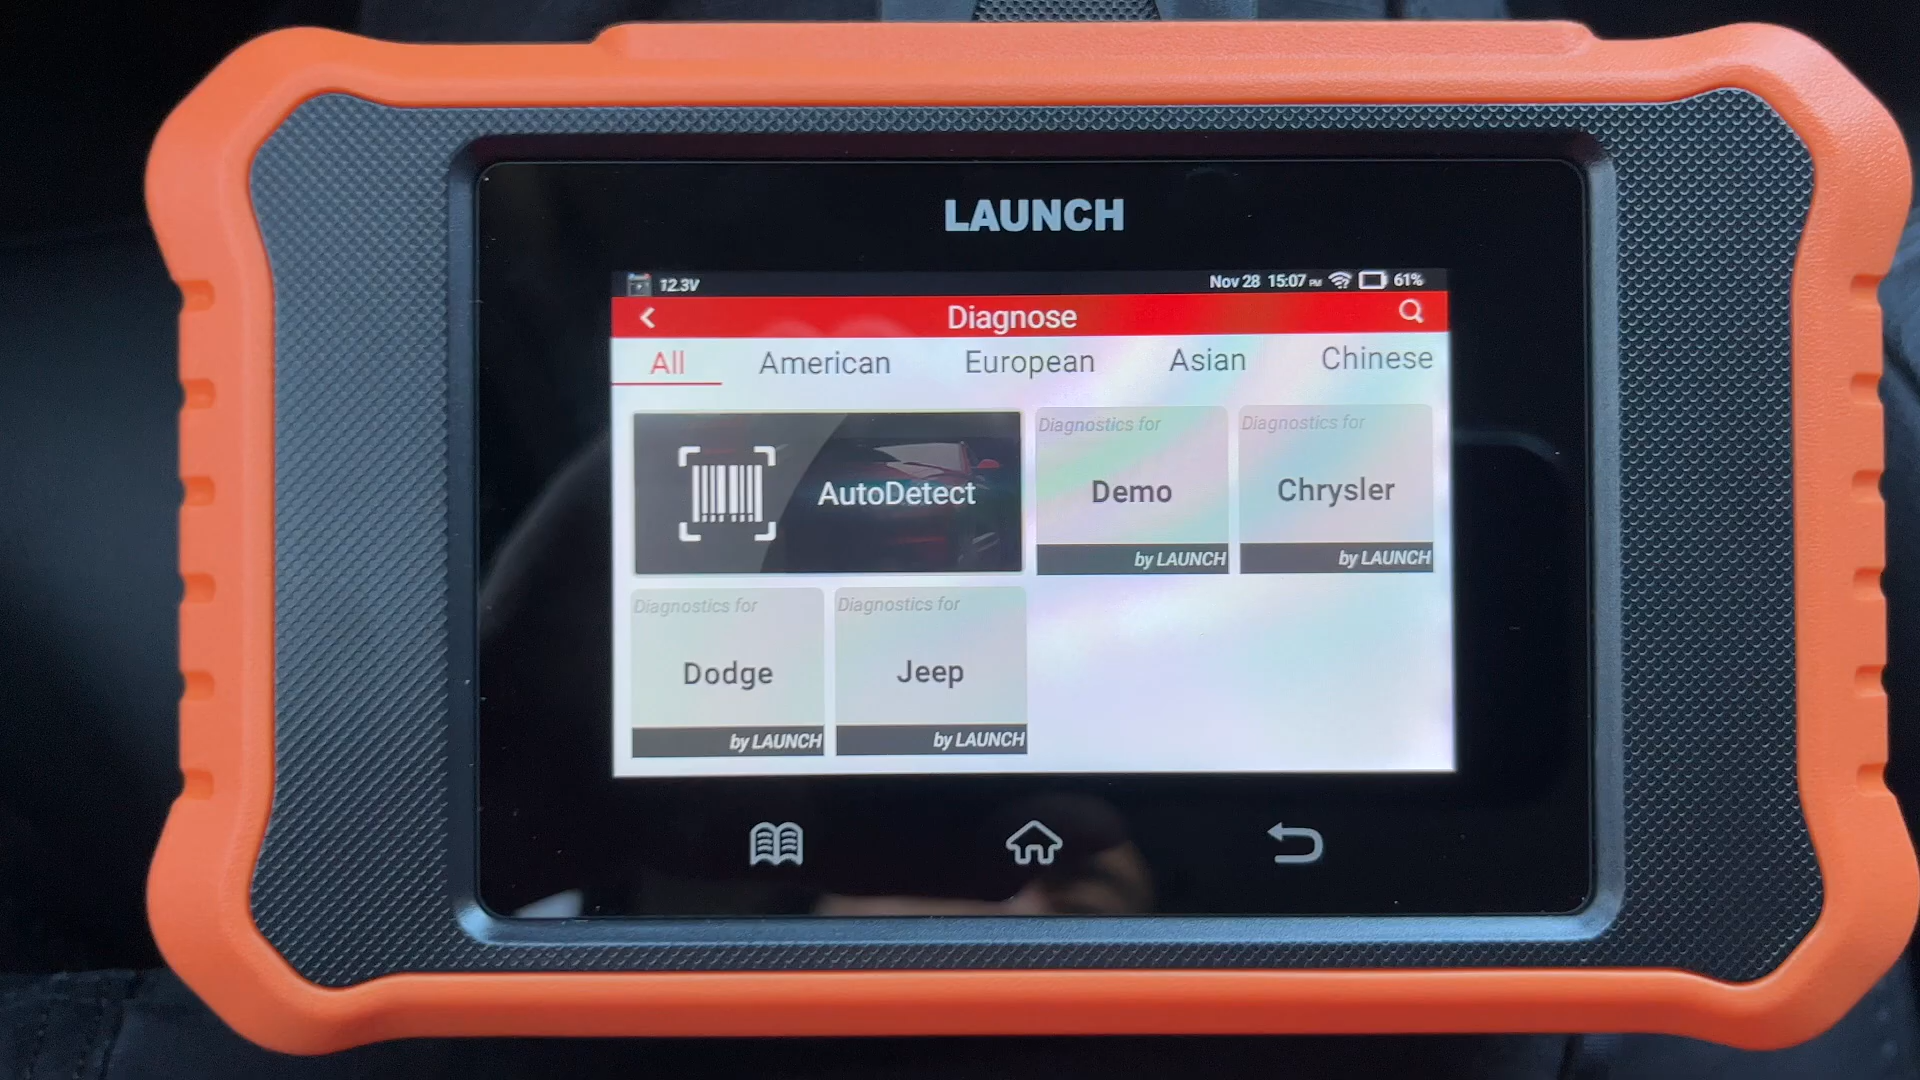 LAUNCH
12.3V Nov 28 15:07 PM 61%
Diagnose
All American European Asian Chinese
AutoDetect
Diagnostics for
Demo
by LAUNCH
Diagnostics for
Chrysler
by LAUNCH
Diagnostics for
Dodge
by LAUNCH
Diagnostics for
Jeep
by LAUNCH